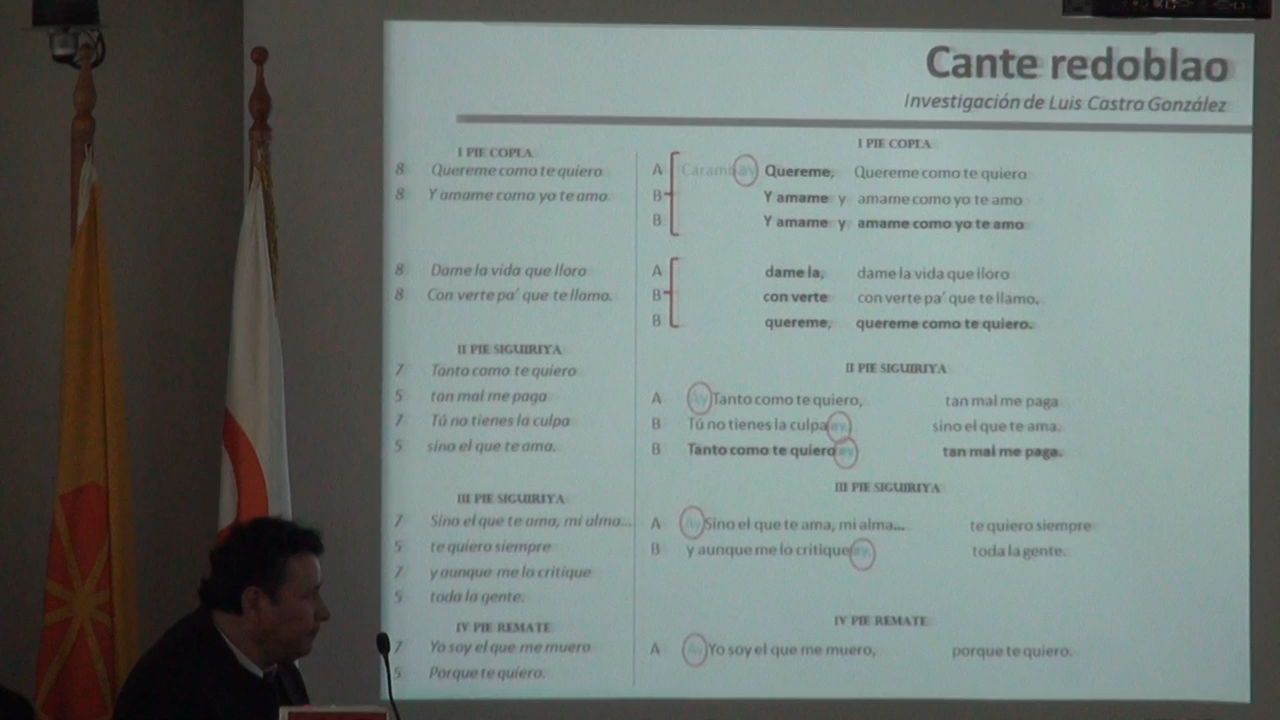 Cante redoblao
Investigación de Luis Castro González
I PIE COPLA
8 Quereme como te quiero
8 Y amame como yo te amo
8 Dame la vida que lloro
8 Con verte pa' que te llamo.
II PIE SIGUIRIYA
7 Tanto como te quiero
5 tan mal me paga
7 Tú no tienes la culpa
5 sino el que te ama.
III PIE SIGUIRIYA
7 Sino el que te ama, mi alma...
5 te quiero siempre
7 y aunque me lo critique
5 toda la gente.
IV PIE REMATE
7 Yo soy el que me muero
5 Porque te quiero.
I PIE COPLA
A Caramb ay Quereme, Quereme como te quiero
B Y amame y amame como yo te amo
B Y amame y amame como yo te amo
A dame la, dame la vida que lloro
B con verte con verte pa' que te llamo.
B quereme, quereme como te quiero.
II PIE SIGUIRIYA
A Ay Tanto como te quiero, tan mal me paga
B Tú no tienes la culpa ay, sino el que te ama.
B Tanto como te quiero ay, tan mal me paga.
III PIE SIGUIRIYA
A Ay Sino el que te ama, mi alma... te quiero siempre
B y aunque me lo critique ay, toda la gente.
IV PIE REMATE
A Ay Yo soy el que me muero, porque te quiero.